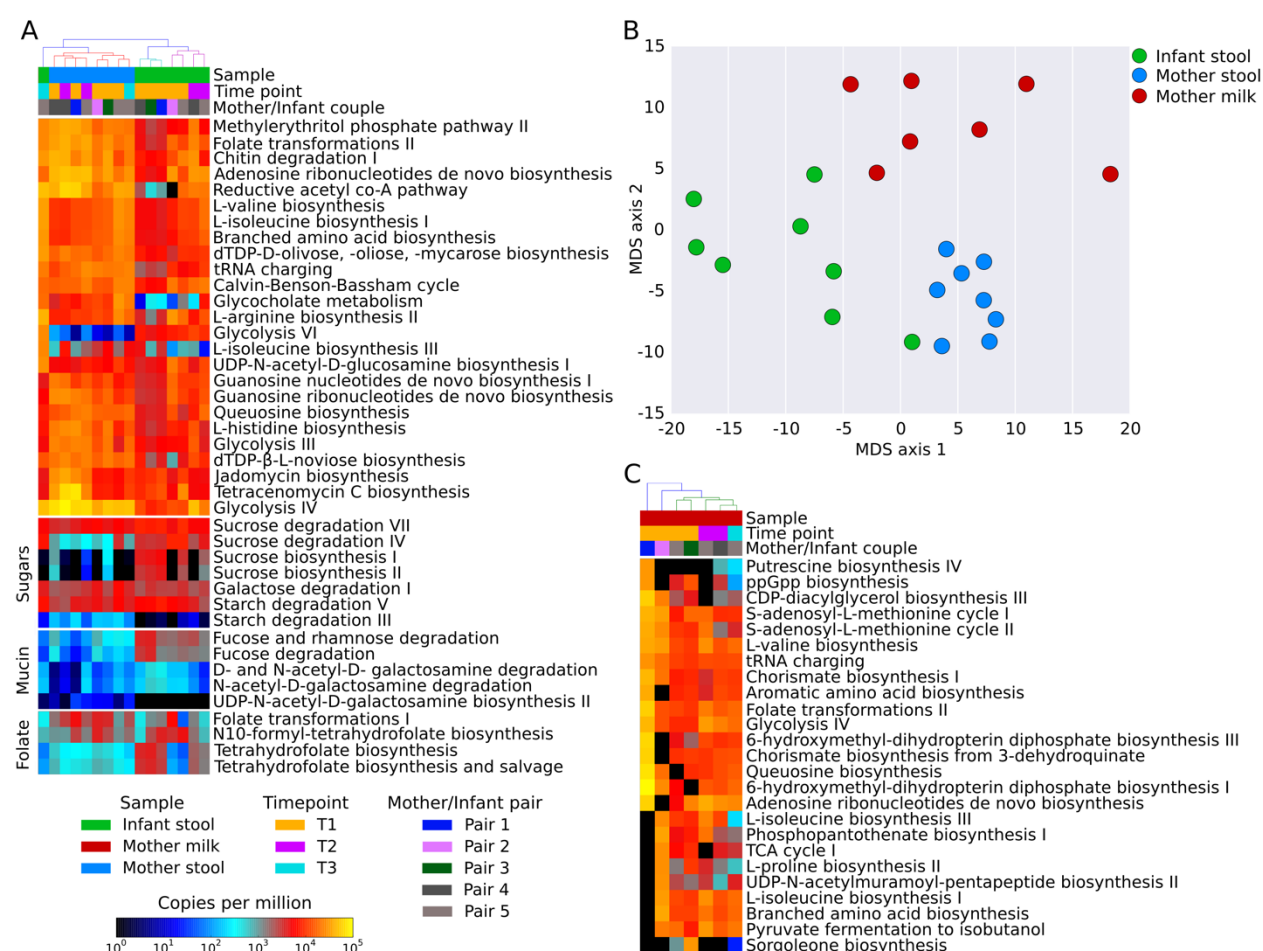 A
Sample
Time point
Mother/Infant couple
Methylerythritol phosphate pathway II
Folate transformations II
Chitin degradation I
Adenosine ribonucleotides de novo biosynthesis
Reductive acetyl co-A pathway
L-valine biosynthesis
L-isoleucine biosynthesis I
Branched amino acid biosynthesis
dTDP-D-olivose, -oliose, -mycarose biosynthesis
tRNA charging
Calvin-Benson-Bassham cycle
Glycocholate metabolism
L-arginine biosynthesis II
Glycolysis VI
L-isoleucine biosynthesis III
UDP-N-acetyl-D-glucosamine biosynthesis I
Guanosine nucleotides de novo biosynthesis I
Guanosine ribonucleotides de novo biosynthesis
Queuosine biosynthesis
L-histidine biosynthesis
Glycolysis III
dTDP-β-L-noviose biosynthesis
Jadomycin biosynthesis
Tetracenomycin C biosynthesis
Glycolysis IV
Sugars
Sucrose degradation VII
Sucrose degradation IV
Sucrose biosynthesis I
Sucrose biosynthesis II
Galactose degradation I
Starch degradation V
Starch degradation III
Mucin
Fucose and rhamnose degradation
Fucose degradation
D- and N-acetyl-D- galactosamine degradation
N-acetyl-D-galactosamine degradation
UDP-N-acetyl-D-galactosamine biosynthesis II
Folate
Folate transformations I
N10-formyl-tetrahydrofolate biosynthesis
Tetrahydrofolate biosynthesis
Tetrahydrofolate biosynthesis and salvage
Sample
Infant stool
Mother milk
Mother stool
Timepoint
T1
T2
T3
Mother/Infant pair
Pair 1
Pair 2
Pair 3
Pair 4
Pair 5
Copies per million
10⁰ 10¹ 10² 10³ 10⁴ 10⁵
B
Infant stool
Mother stool
Mother milk
15
10
5
0
-5
-10
-15
MDS axis 2
-20 -15 -10 -5 0 5 10 15 20
MDS axis 1
C
Sample
Time point
Mother/Infant couple
Putrescine biosynthesis IV
ppGpp biosynthesis
CDP-diacylglycerol biosynthesis III
S-adenosyl-L-methionine cycle I
S-adenosyl-L-methionine cycle II
L-valine biosynthesis
tRNA charging
Chorismate biosynthesis I
Aromatic amino acid biosynthesis
Folate transformations II
Glycolysis IV
6-hydroxymethyl-dihydropterin diphosphate biosynthesis III
Chorismate biosynthesis from 3-dehydroquinate
Queuosine biosynthesis
6-hydroxymethyl-dihydropterin diphosphate biosynthesis I
Adenosine ribonucleotides de novo biosynthesis
L-isoleucine biosynthesis III
Phosphopantothenate biosynthesis I
TCA cycle I
L-proline biosynthesis II
UDP-N-acetylmuramoyl-pentapeptide biosynthesis II
L-isoleucine biosynthesis I
Branched amino acid biosynthesis
Pyruvate fermentation to isobutanol
Sorgoleone biosynthesis